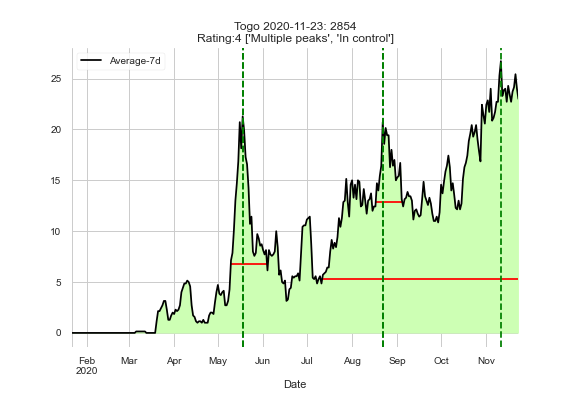 Togo 2020-11-23: 2854
Rating:4 ['Multiple peaks', 'In control']
Average-7d
25
20
15
10
5
0
Feb Mar Apr May Jun Jul Aug Sep Oct Nov
2020
Date